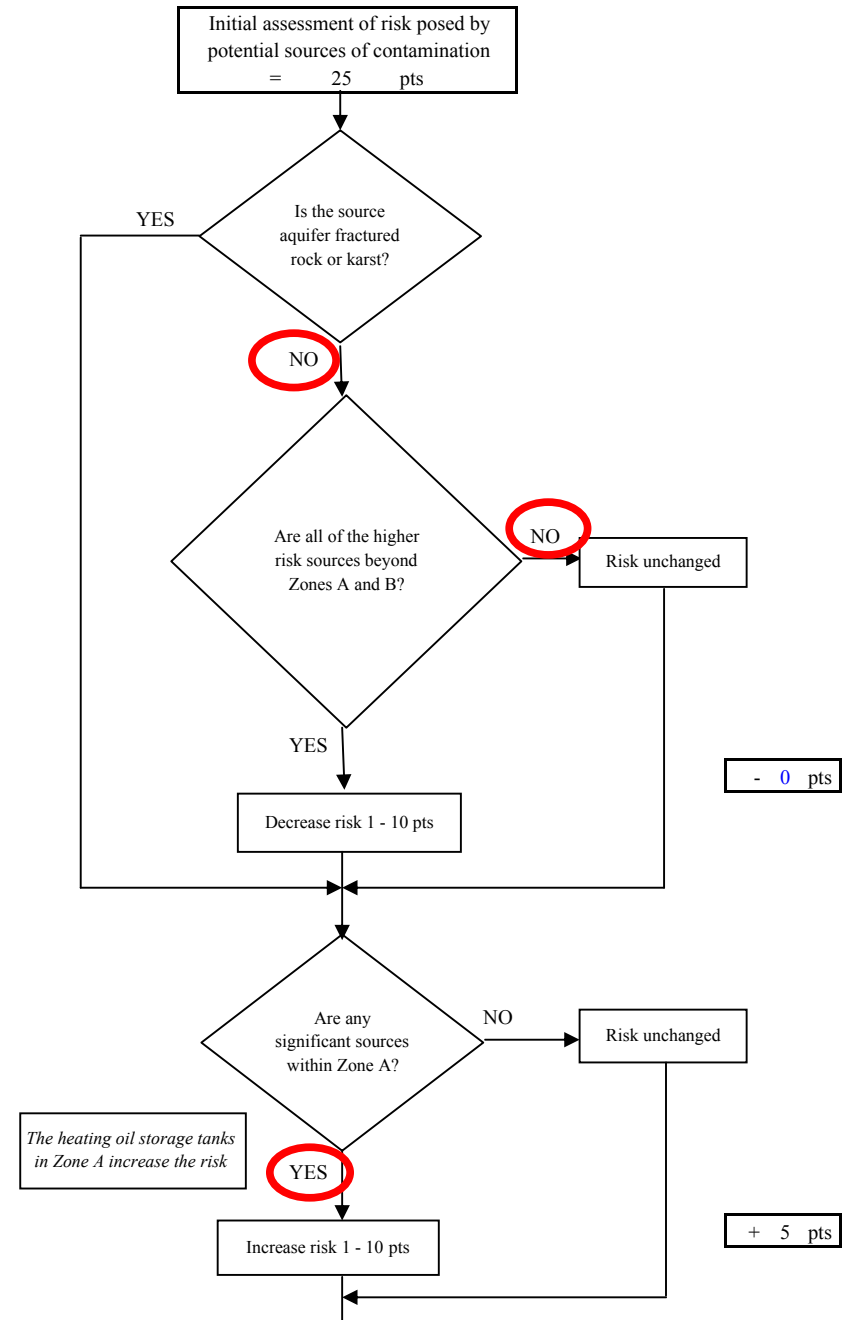 Initial assessment of risk posed by
potential sources of contamination
= 25 pts
YES
Is the source
aquifer fractured
rock or karst?
NO
Are all of the higher
risk sources beyond
Zones A and B?
NO
Risk unchanged
YES
- 0 pts
Decrease risk 1 - 10 pts
Are any
significant sources
within Zone A?
NO
Risk unchanged
The heating oil storage tanks
in Zone A increase the risk
YES
+ 5 pts
Increase risk 1 - 10 pts